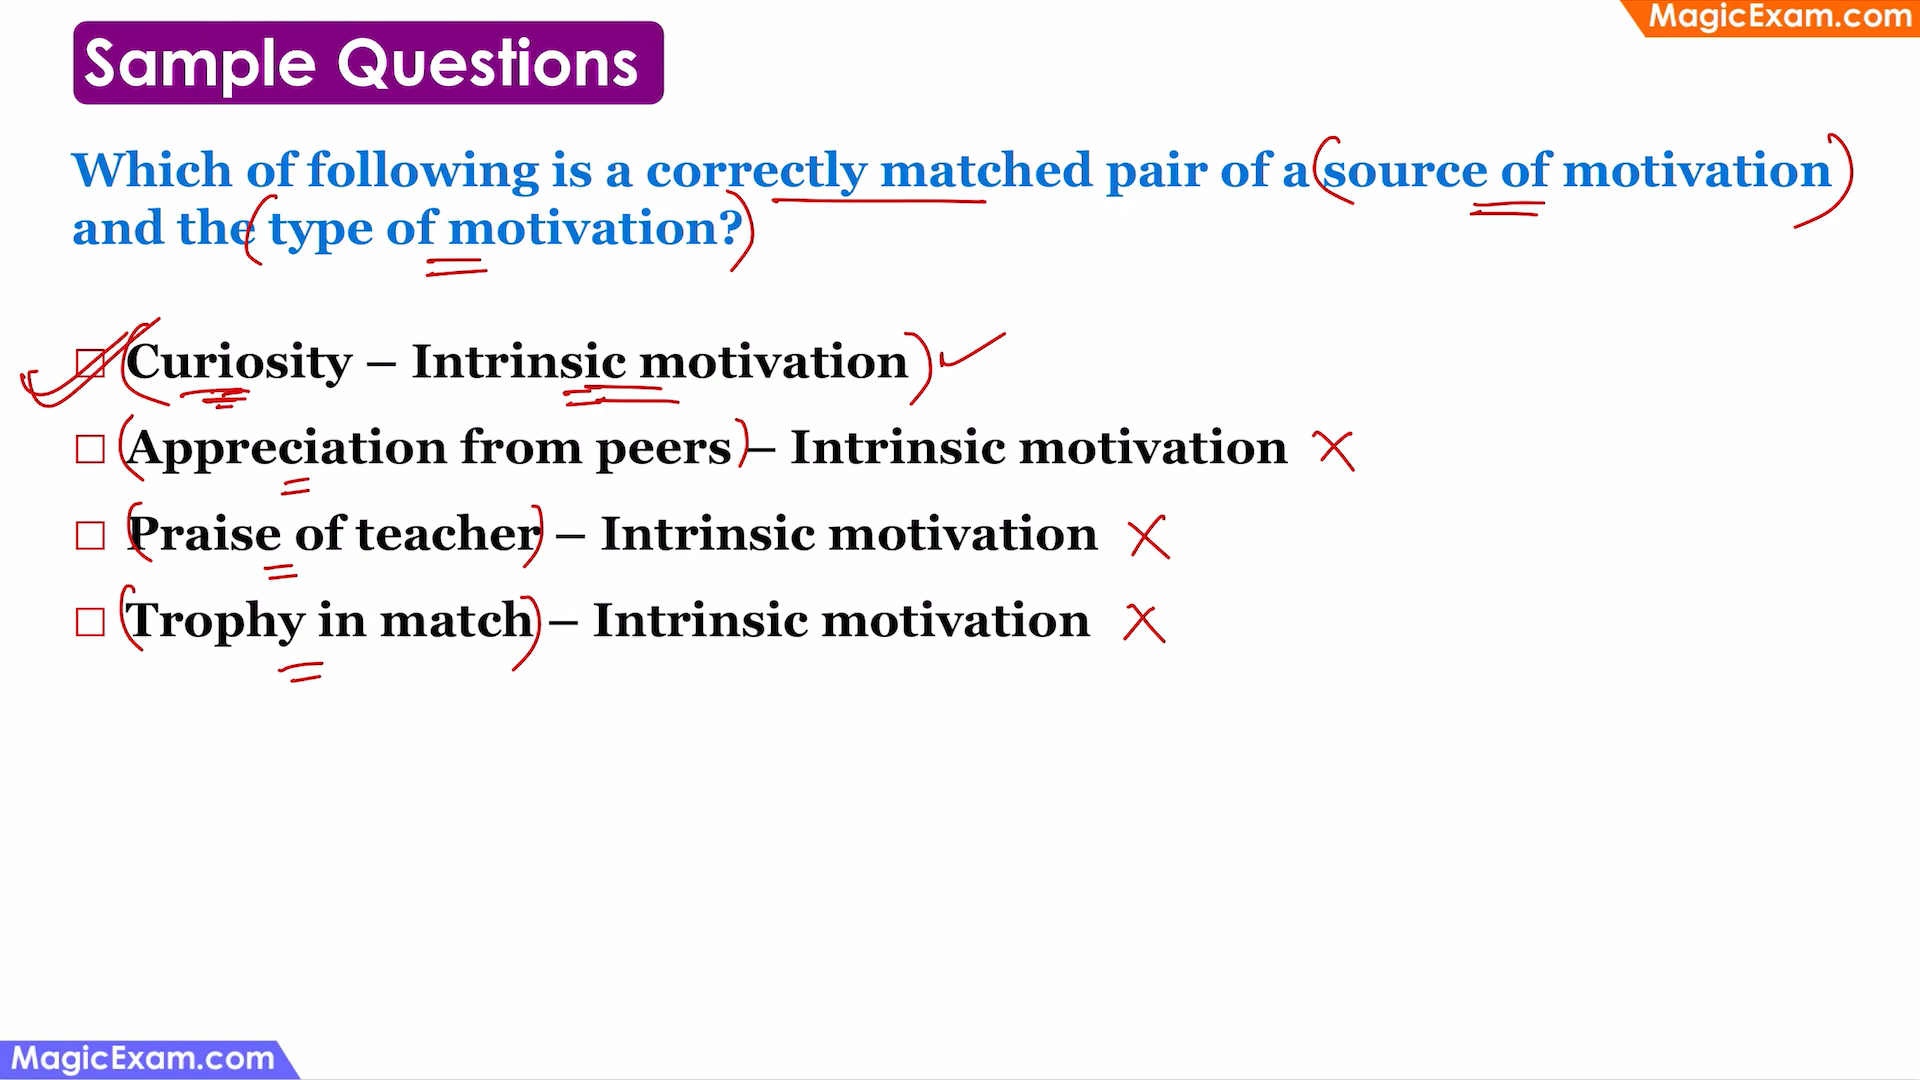 MagicExam.com
Sample Questions
Which of following is a correctly matched pair of a source of motivation
and the type of motivation?
Curiosity – Intrinsic motivation
Appreciation from peers – Intrinsic motivation
Praise of teacher – Intrinsic motivation
Trophy in match – Intrinsic motivation
MagicExam.com